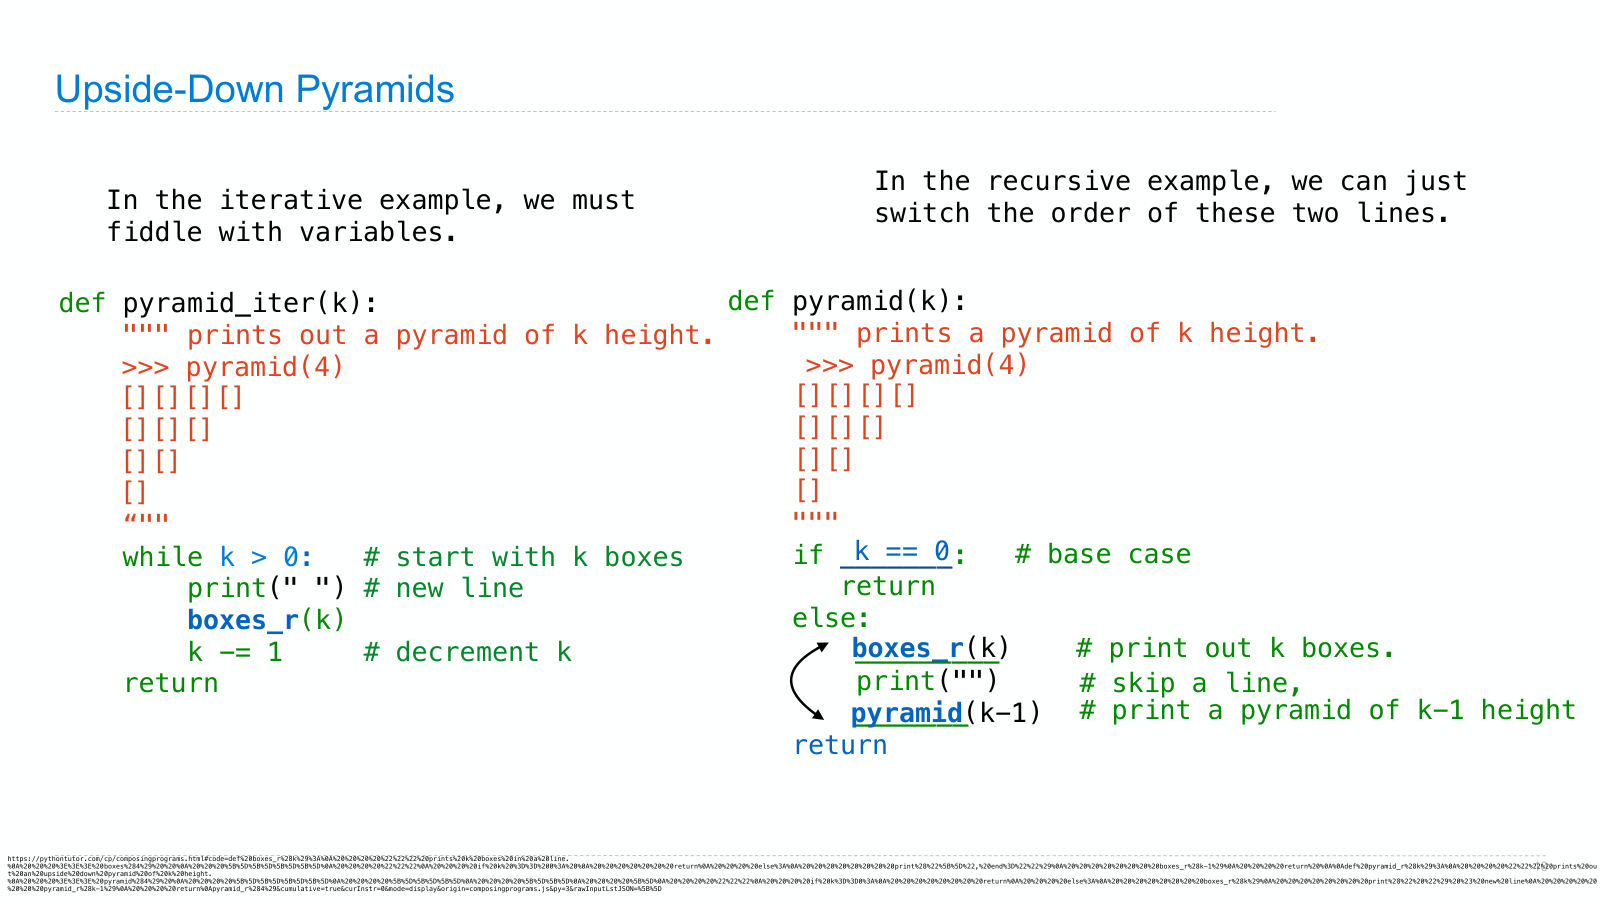 Upside-Down Pyramids
In the iterative example, we must
fiddle with variables.
def pyramid_iter(k):
""" prints out a pyramid of k height.
>>> pyramid(4)
[][][][]
[][][]
[][]
[]
“""
while k > 0:   # start with k boxes
print(" ") # new line
boxes_r(k)
k -= 1     # decrement k
return
In the recursive example, we can just
switch the order of these two lines.
def pyramid(k):
""" prints a pyramid of k height.
>>> pyramid(4)
[][][][]
[][][]
[][]
[]
"""
if k == 0:   # base case
return
else:
boxes_r(k)    # print out k boxes.
print("")     # skip a line,
pyramid(k-1)  # print a pyramid of k-1 height
return